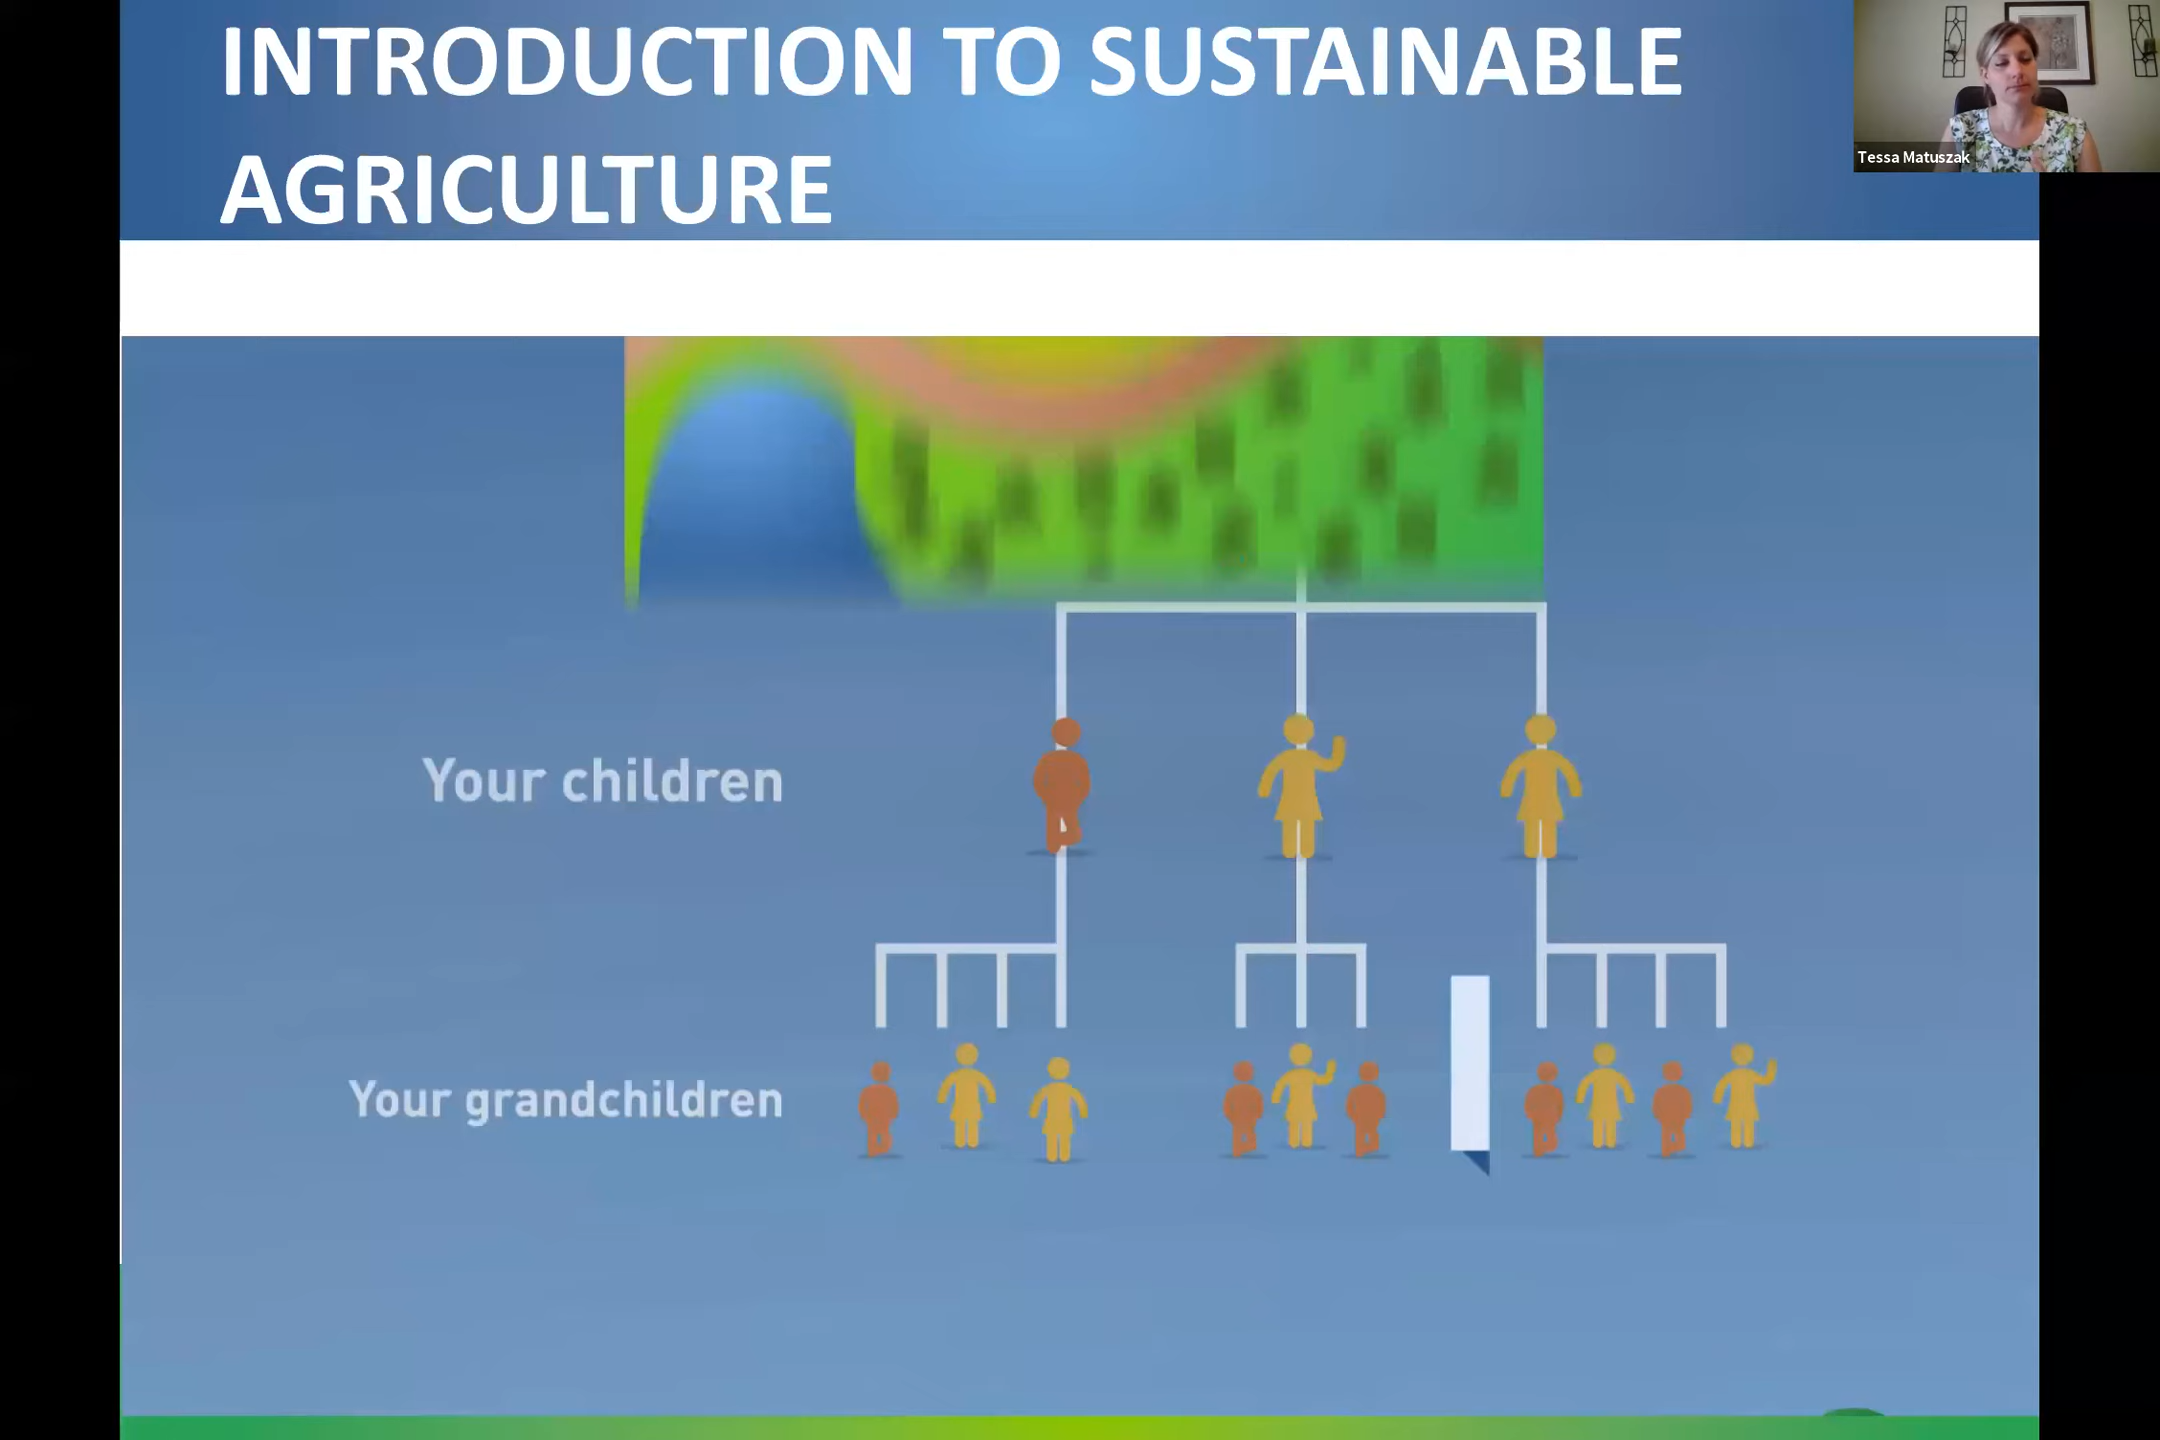 INTRODUCTION TO SUSTAINABLE
AGRICULTURE
Tessa Matuszak
Your children
Your grandchildren